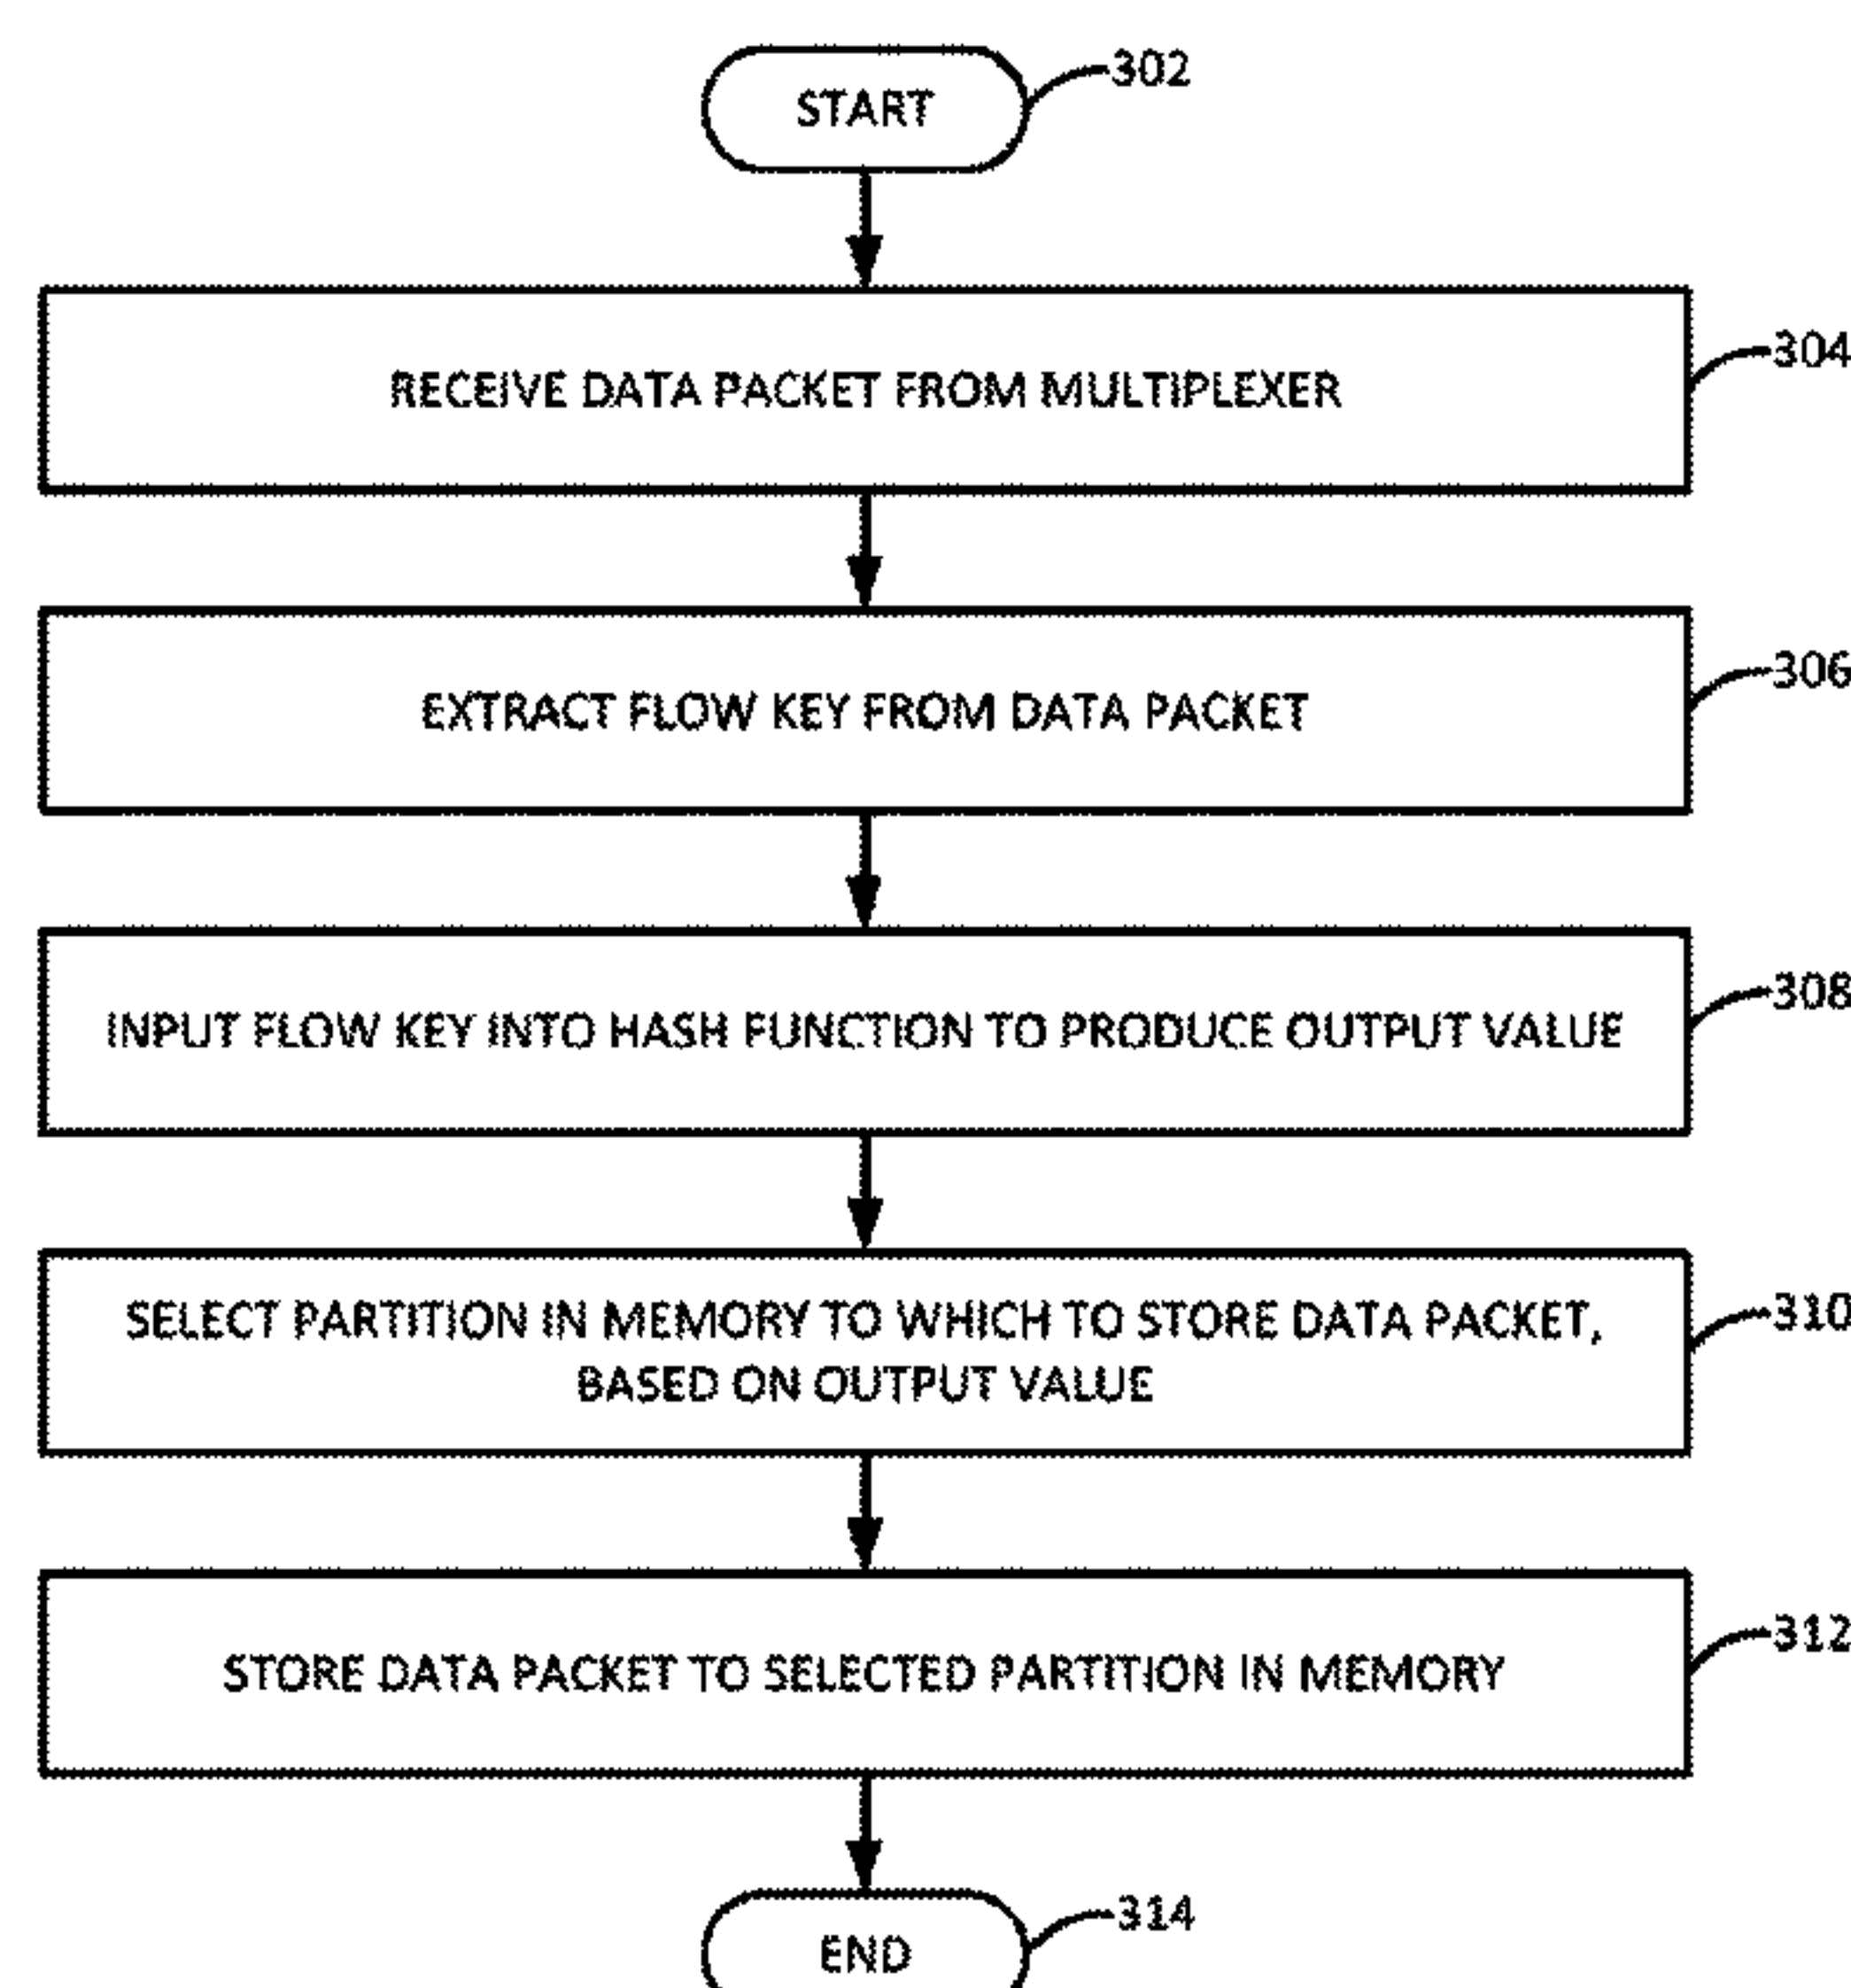 START
302
RECEIVE DATA PACKET FROM MULTIPLEXER
304
EXTRACT FLOW KEY FROM DATA PACKET
306
INPUT FLOW KEY INTO HASH FUNCTION TO PRODUCE OUTPUT VALUE
308
SELECT PARTITION IN MEMORY TO WHICH TO STORE DATA PACKET,
BASED ON OUTPUT VALUE
310
STORE DATA PACKET TO SELECTED PARTITION IN MEMORY
312
END
314